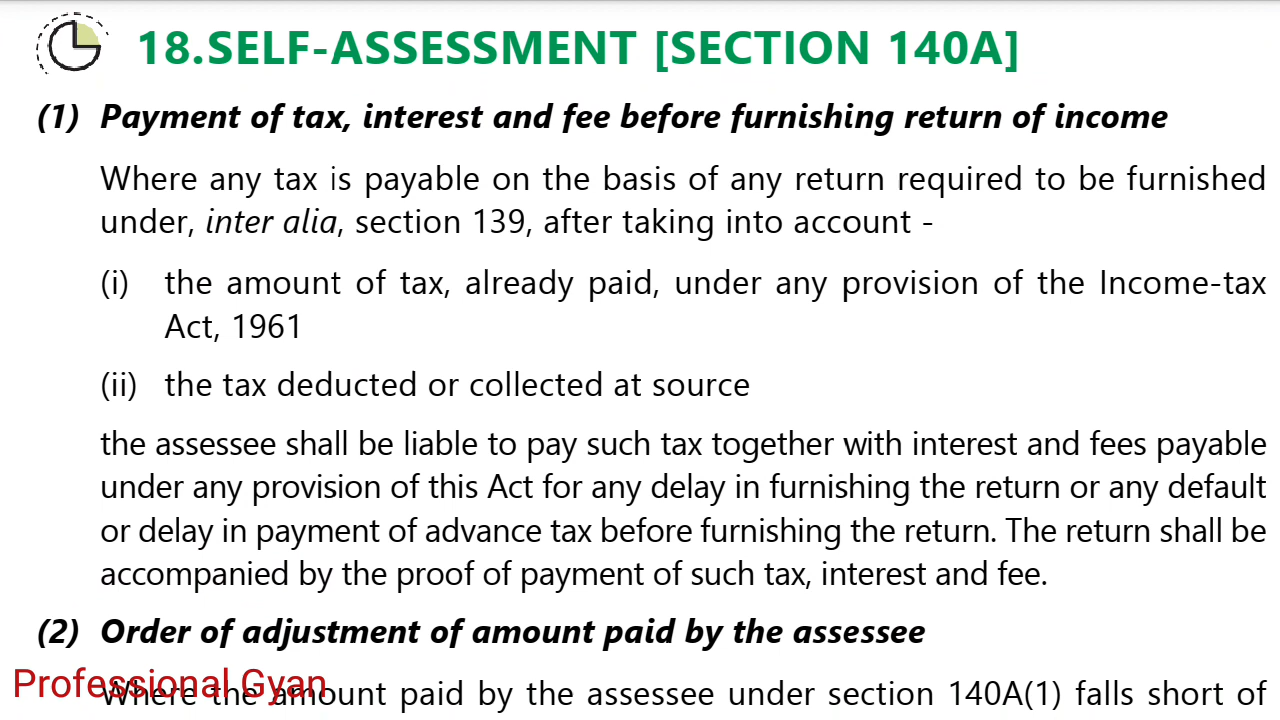 18.SELF-ASSESSMENT [SECTION 140A]
(1) Payment of tax, interest and fee before furnishing return of income
Where any tax is payable on the basis of any return required to be furnished
under, inter alia, section 139, after taking into account -
(i) the amount of tax, already paid, under any provision of the Income-tax
Act, 1961
(ii) the tax deducted or collected at source
the assessee shall be liable to pay such tax together with interest and fees payable
under any provision of this Act for any delay in furnishing the return or any default
or delay in payment of advance tax before furnishing the return. The return shall be
accompanied by the proof of payment of such tax, interest and fee.
(2) Order of adjustment of amount paid by the assessee
Professional Gyan
Where the amount paid by the assessee under section 140A(1) falls short of